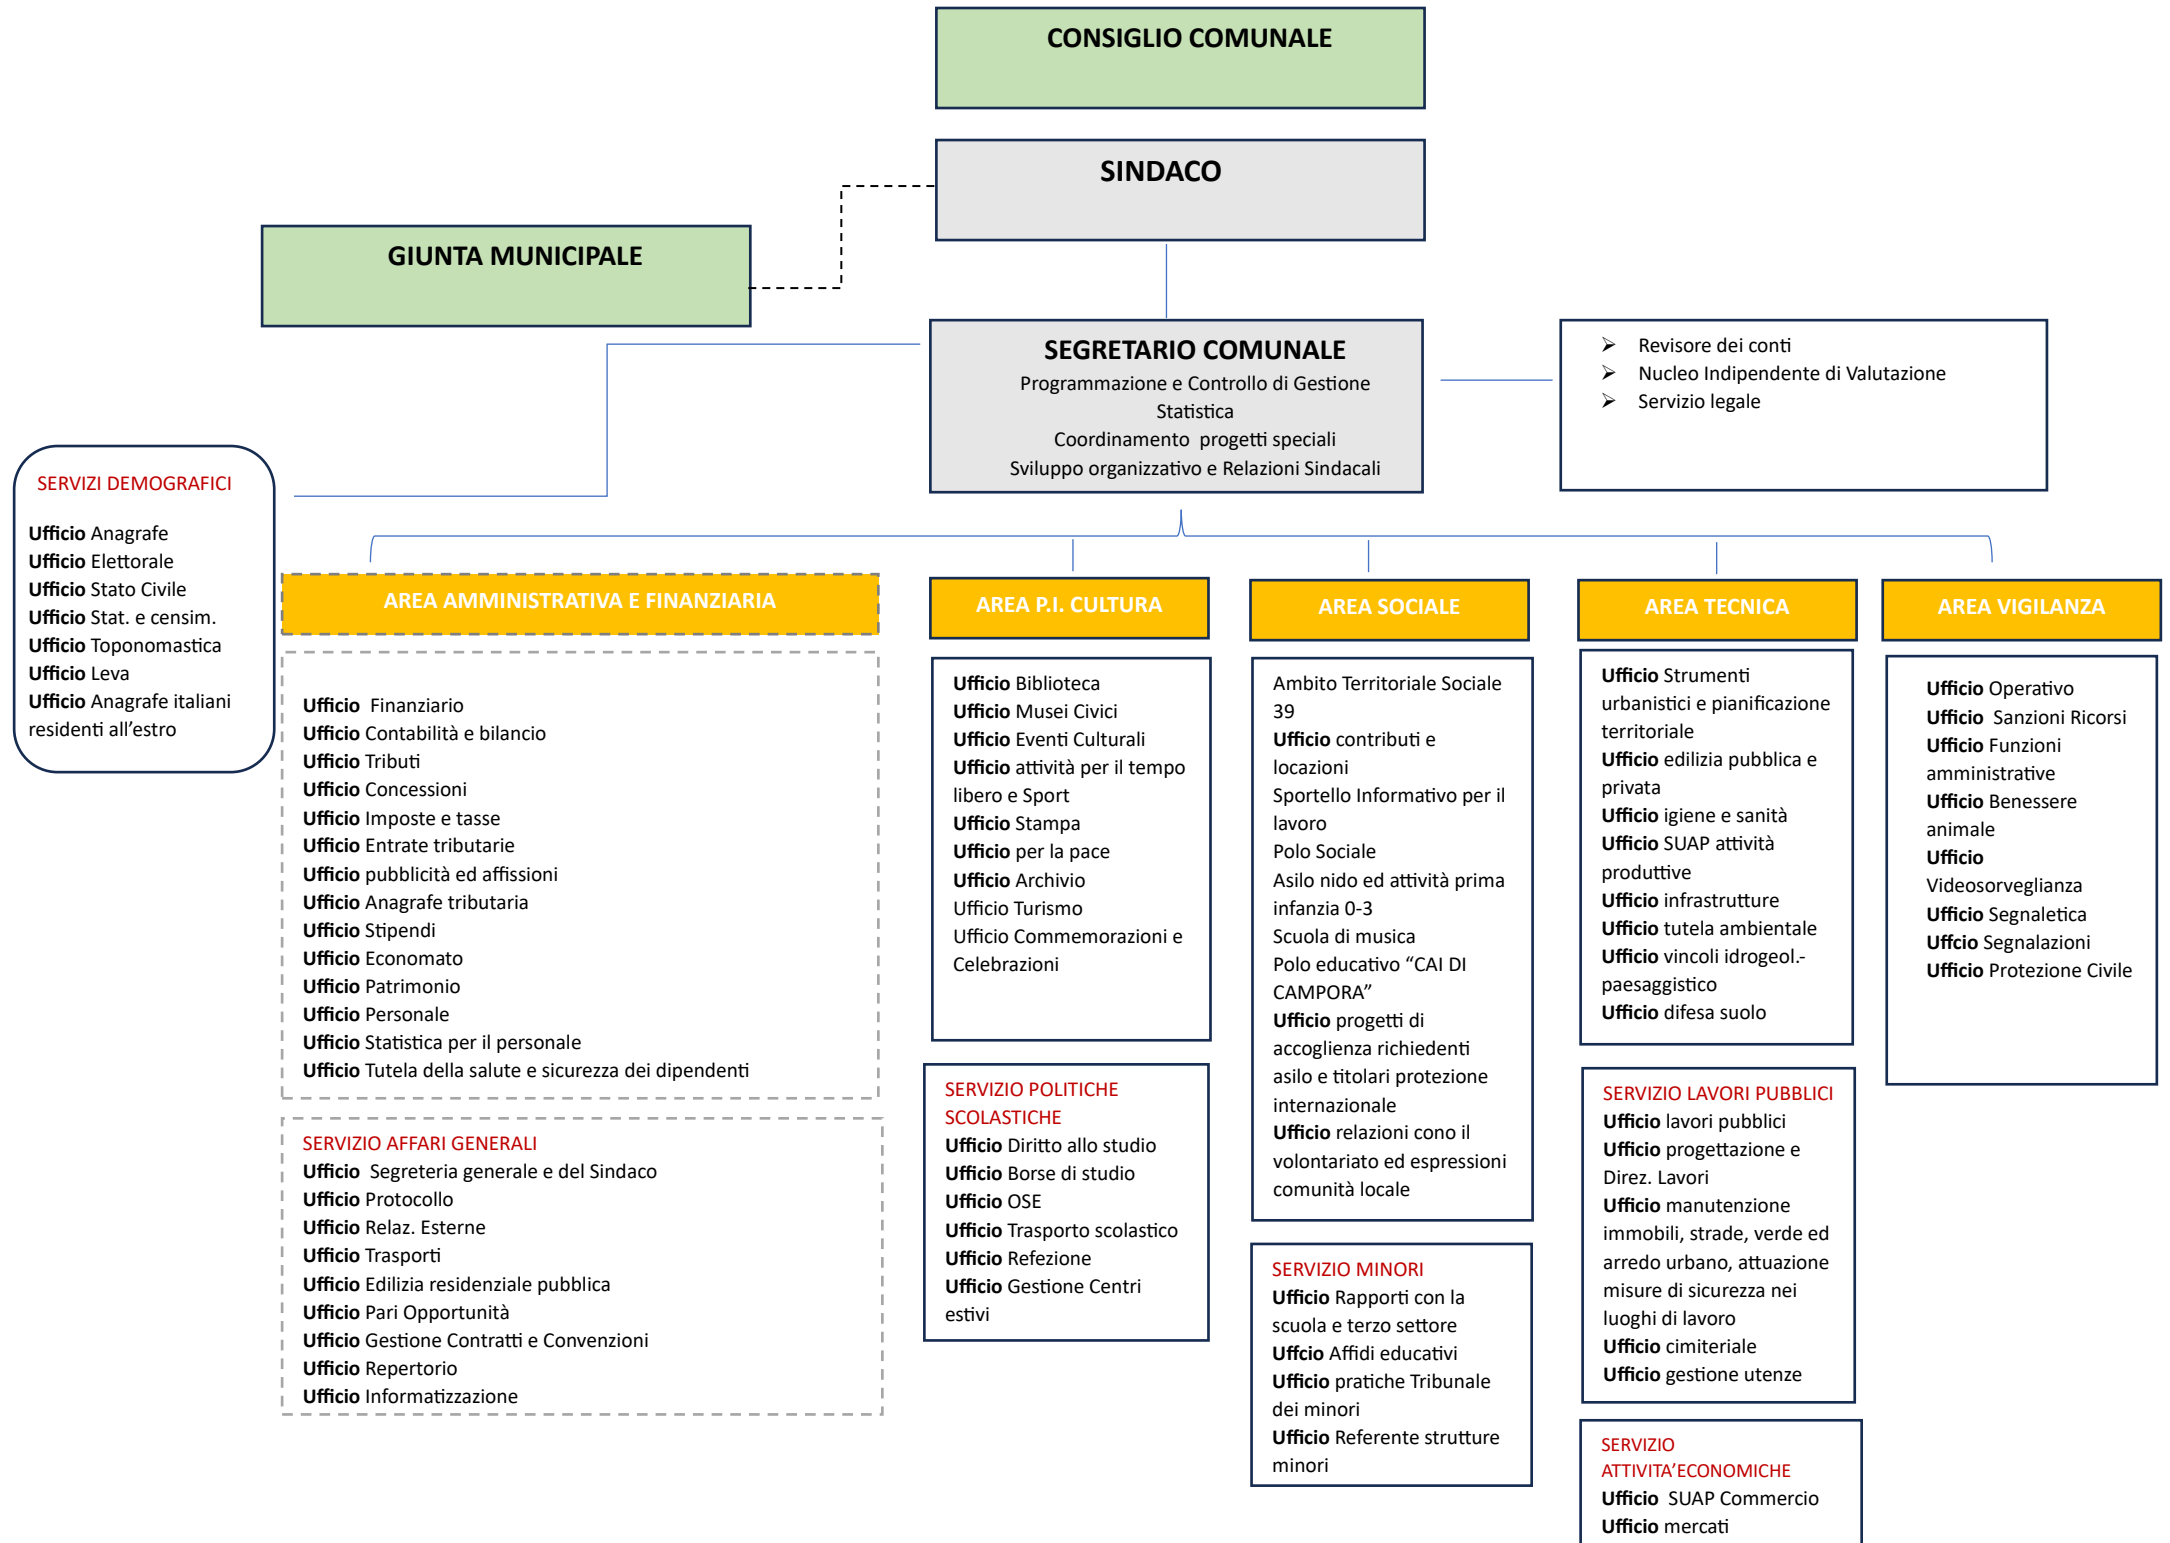 CONSIGLIO COMUNALE
SINDACO
GIUNTA MUNICIPALE
SEGRETARIO COMUNALE
Programmazione e Controllo di Gestione
Statistica
Coordinamento  progetti speciali
Sviluppo organizzativo e Relazioni Sindacali
➢ Revisore dei conti
➢ Nucleo Indipendente di Valutazione
➢ Servizio legale
SERVIZI DEMOGRAFICI
Ufficio Anagrafe
Ufficio Elettorale
Ufficio Stato Civile
Ufficio Stat. e censim.
Ufficio Toponomastica
Ufficio Leva
Ufficio Anagrafe italiani
residenti all’estro
AREA AMMINISTRATIVA E FINANZIARIA
Ufficio  Finanziario
Ufficio Contabilità e bilancio
Ufficio Tributi
Ufficio Concessioni
Ufficio Imposte e tasse
Ufficio Entrate tributarie
Ufficio pubblicità ed affissioni
Ufficio Anagrafe tributaria
Ufficio Stipendi
Ufficio Economato
Ufficio Patrimonio
Ufficio Personale
Ufficio Statistica per il personale
Ufficio Tutela della salute e sicurezza dei dipendenti
SERVIZIO AFFARI GENERALI
Ufficio  Segreteria generale e del Sindaco
Ufficio Protocollo
Ufficio Relaz. Esterne
Ufficio Trasporti
Ufficio Edilizia residenziale pubblica
Ufficio Pari Opportunità
Ufficio Gestione Contratti e Convenzioni
Ufficio Repertorio
Ufficio Informatizzazione
AREA P.I. CULTURA
Ufficio Biblioteca
Ufficio Musei Civici
Ufficio Eventi Culturali
Ufficio attività per il tempo
libero e Sport
Ufficio Stampa
Ufficio per la pace
Ufficio Archivio
Ufficio Turismo
Ufficio Commemorazioni e
Celebrazioni
SERVIZIO POLITICHE
SCOLASTICHE
Ufficio Diritto allo studio
Ufficio Borse di studio
Ufficio OSE
Ufficio Trasporto scolastico
Ufficio Refezione
Ufficio Gestione Centri
estivi
AREA SOCIALE
Ambito Territoriale Sociale
39
Ufficio contributi e
locazioni
Sportello Informativo per il
lavoro
Polo Sociale
Asilo nido ed attività prima
infanzia 0-3
Scuola di musica
Polo educativo “CAI DI
CAMPORA”
Ufficio progetti di
accoglienza richiedenti
asilo e titolari protezione
internazionale
Ufficio relazioni cono il
volontariato ed espressioni
comunità locale
SERVIZIO MINORI
Ufficio Rapporti con la
scuola e terzo settore
Uffcio Affidi educativi
Ufficio pratiche Tribunale
dei minori
Ufficio Referente strutture
minori
AREA TECNICA
Ufficio Strumenti
urbanistici e pianificazione
territoriale
Ufficio edilizia pubblica e
privata
Ufficio igiene e sanità
Ufficio SUAP attività
produttive
Ufficio infrastrutture
Ufficio tutela ambientale
Ufficio vincoli idrogeol.-
paesaggistico
Ufficio difesa suolo
SERVIZIO LAVORI PUBBLICI
Ufficio lavori pubblici
Ufficio progettazione e
Direz. Lavori
Ufficio manutenzione
immobili, strade, verde ed
arredo urbano, attuazione
misure di sicurezza nei
luoghi di lavoro
Ufficio cimiteriale
Ufficio gestione utenze
SERVIZIO
ATTIVITA’ECONOMICHE
Ufficio  SUAP Commercio
Ufficio mercati
AREA VIGILANZA
Ufficio Operativo
Ufficio  Sanzioni Ricorsi
Ufficio Funzioni
amministrative
Ufficio Benessere
animale
Ufficio
Videosorveglianza
Ufficio Segnaletica
Uffcio Segnalazioni
Ufficio Protezione Civile